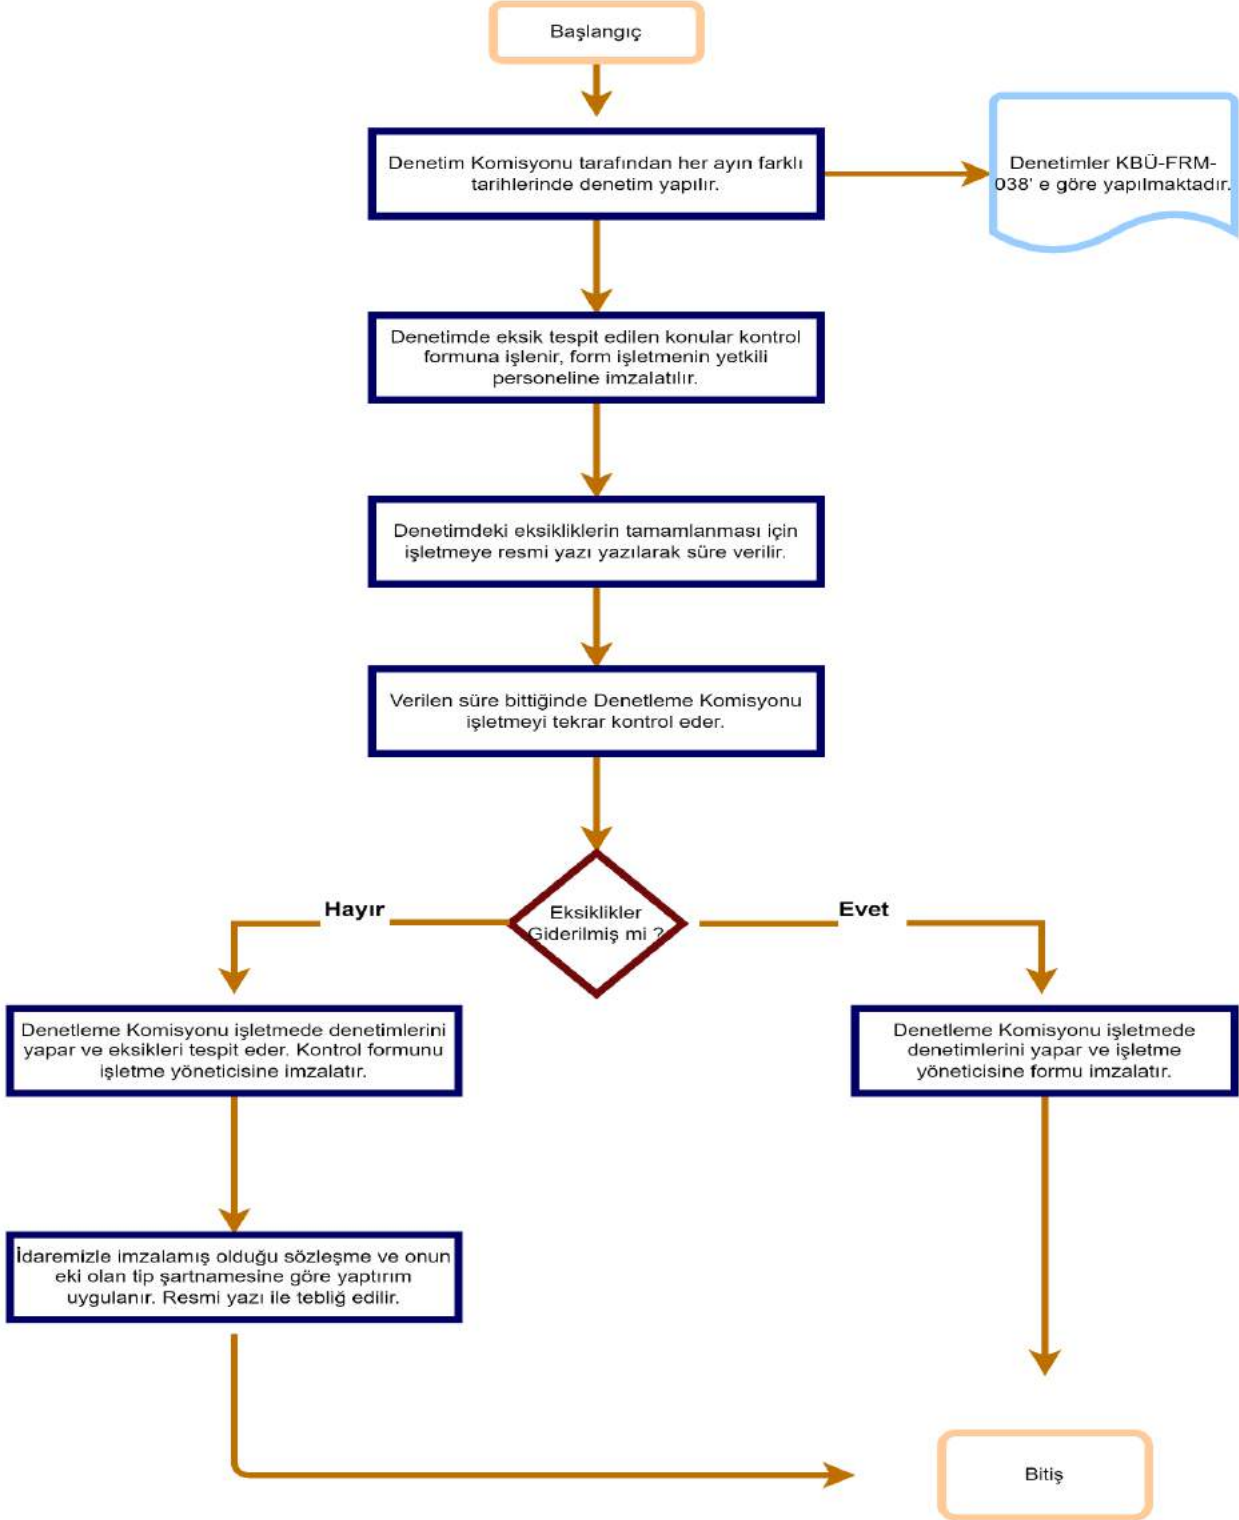 Başlangıç
Denetim Komisyonu tarafından her ayın farklı
tarihlerinde denetim yapılır.
Denetimler KBÜ-FRM-
038' e göre yapılmaktadır.
Denetimde eksik tespit edilen konular kontrol
formuna işlenir, form işletmenin yetkili
personeline imzalatılır.
Denetimdeki eksikliklerin tamamlanması için
işletmeye resmi yazı yazılarak süre verilir.
Verilen süre bittiğinde Denetleme Komisyonu
işletmeyi tekrar kontrol eder.
Hayır
Eksiklikler
Giderilmiş mi ?
Evet
Denetleme Komisyonu işletmede denetimlerini
yapar ve eksikleri tespit eder. Kontrol formunu
işletme yöneticisine imzalatır.
Denetleme Komisyonu işletmede
denetimlerini yapar ve işletme
yöneticisine formu imzalatır.
İdaremizle imzalamış olduğu sözleşme ve onun
eki olan tip şartnamesine göre yaptırım
uygulanır. Resmi yazı ile tebliğ edilir.
Bitiş